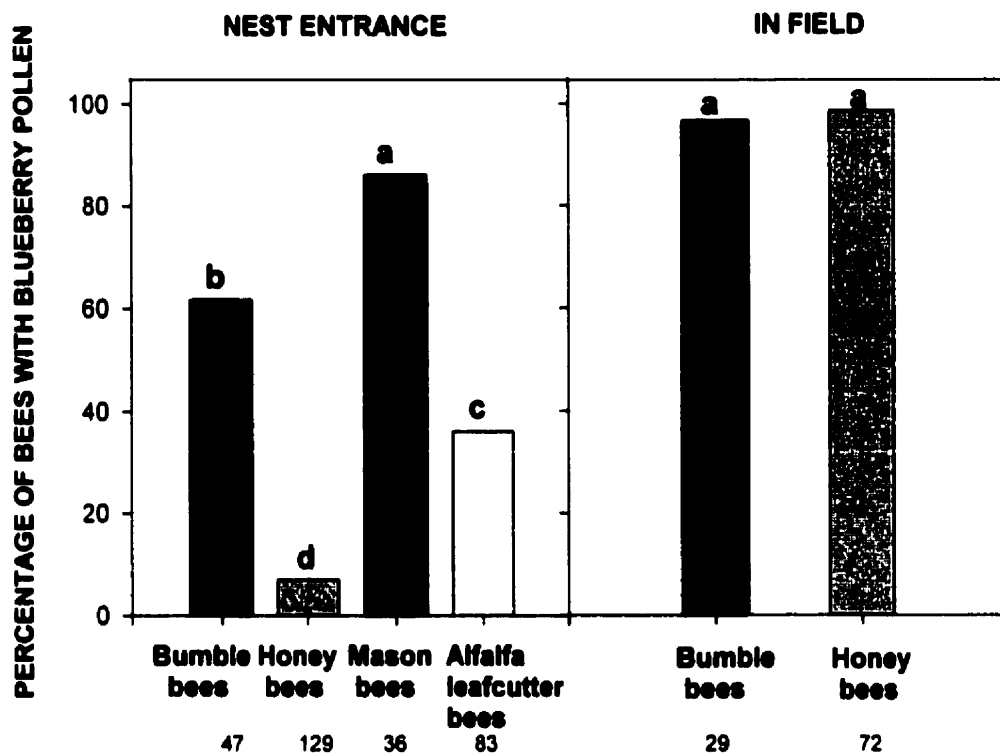 NEST ENTRANCE
IN FIELD
PERCENTAGE OF BEES WITH BLUEBERRY POLLEN
100
80
60
40
20
0
b
d
a
c
a
a
Bumble bees
Honey bees
Mason bees
Alfalfa leafcutter bees
Bumble bees
Honey bees
47 129 36 83 29 72